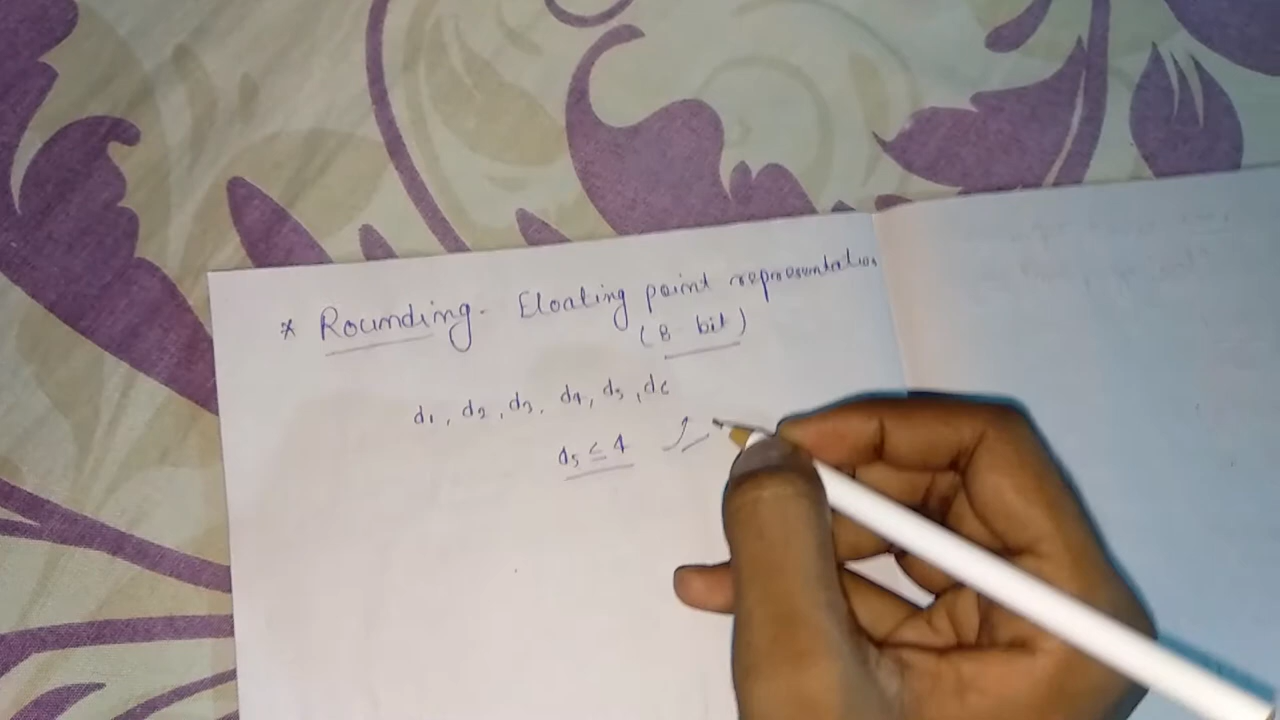 * Rounding. Floating point representation
(8 bit)
d1, d2, d3, d4, d5, d6
d5 ≤ 4